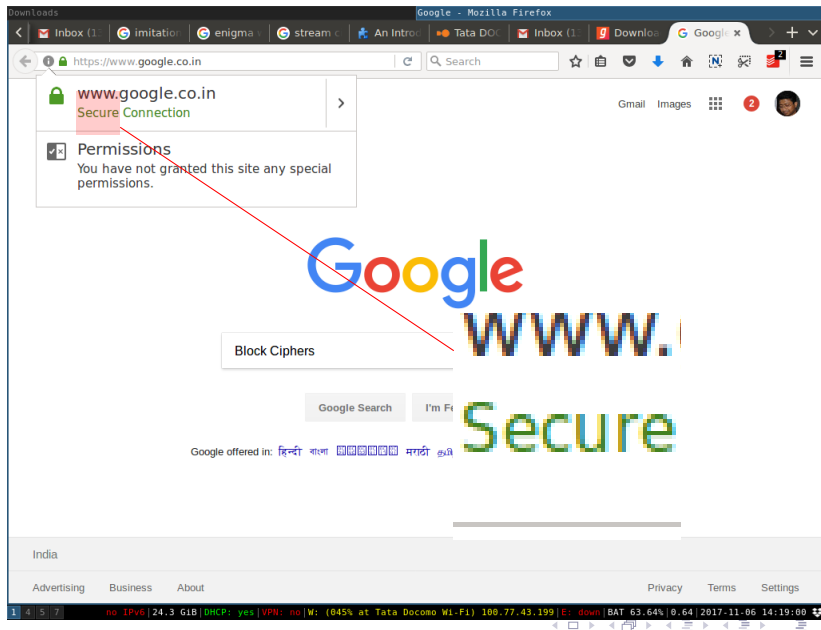 Downloads
Google - Mozilla Firefox
Inbox (1
imitation
enigma
stream c
An Introd
Tata DOC
Inbox (1
Downloa
Google
https://www.google.co.in
Search
2
www.google.co.in
Secure Connection
Permissions
You have not granted this site any special
permissions.
Gmail Images
2
Google
www.
Block Ciphers
Google Search
I'm Fe
Secure
Google offered in: हिन्दी বাংলা मराठी தமி
India
Advertising Business About
Privacy Terms Settings
1 4 5 7 no IPv6|24.3 GiB|DHCP: yes|VPN: no|W: (045% at Tata Docomo Wi-Fi) 100.77.43.199|E: down|BAT 63.64%|0.64|2017-11-06 14:19:00